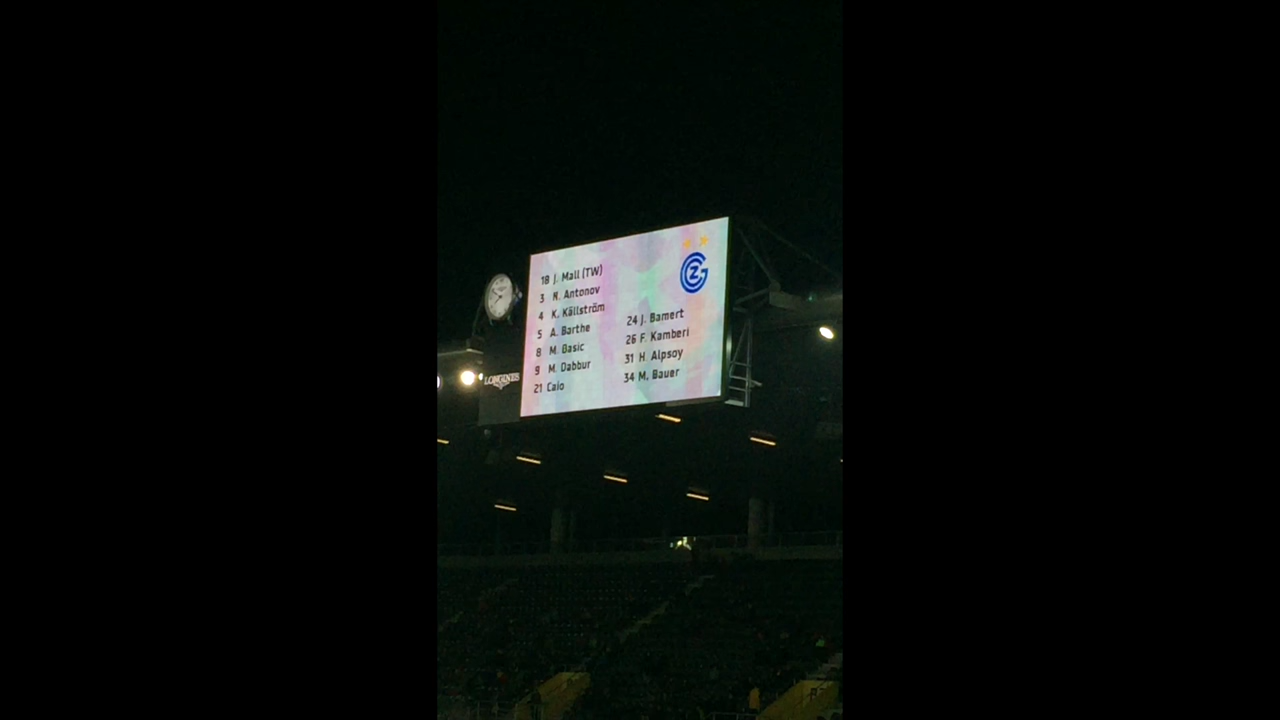 18 J. Mall (TW)
3 N. Antonov
4 K. Källström
5 A. Barthe
8 M. Basic
9 M. Dabbur
21 Caio
24 J. Bamert
26 F. Kamberi
31 H. Alpsoy
34 M. Bauer
GCZ
LONGINES